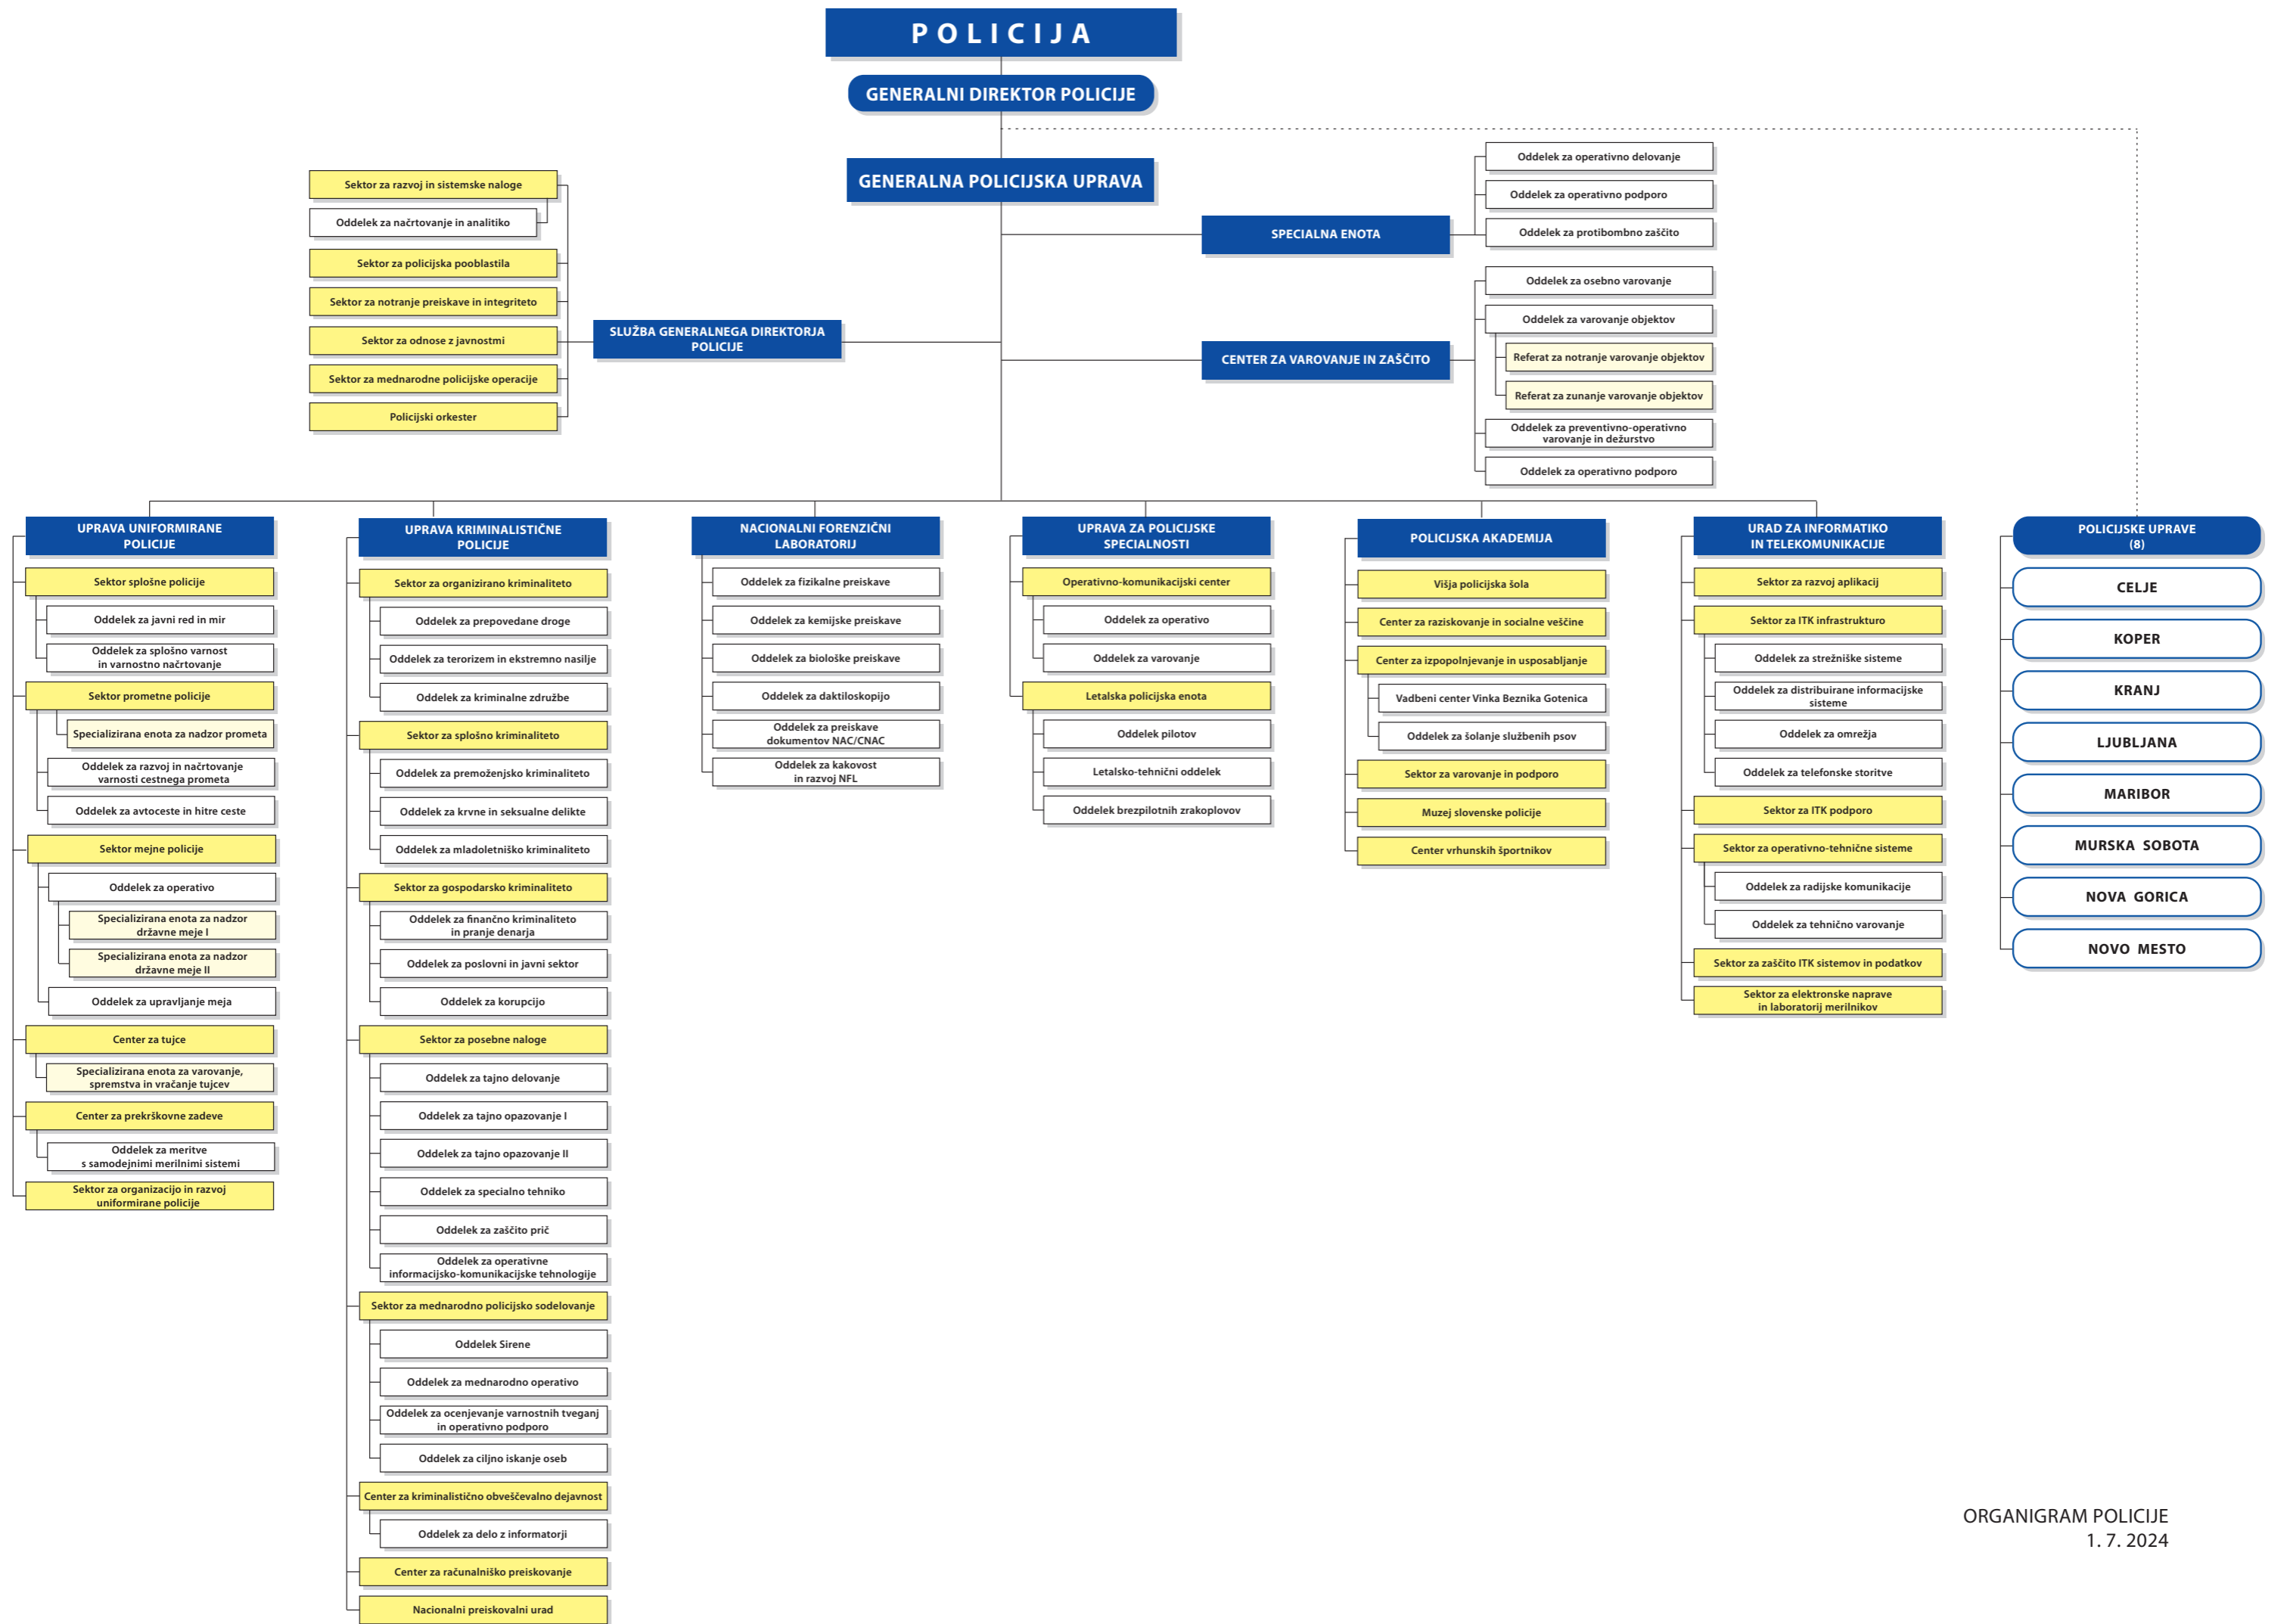 POLICIJA
GENERALNI DIREKTOR POLICIJE
GENERALNA POLICIJSKA UPRAVA
Sektor za razvoj in sistemske naloge
Oddelek za načrtovanje in analitiko
Sektor za policijska pooblastila
Sektor za notranje preiskave in integriteto
Sektor za odnose z javnostmi
Sektor za mednarodne policijske operacije
Policijski orkester
SLUŽBA GENERALNEGA DIREKTORJA
POLICIJE
SPECIALNA ENOTA
Oddelek za operativno delovanje
Oddelek za operativno podporo
Oddelek za protibombno zaščito
CENTER ZA VAROVANJE IN ZAŠČITO
Oddelek za osebno varovanje
Oddelek za varovanje objektov
Referat za notranje varovanje objektov
Referat za zunanje varovanje objektov
Oddelek za preventivno-operativno
varovanje in dežurstvo
Oddelek za operativno podporo
UPRAVA UNIFORMIRANE
POLICIJE
Sektor splošne policije
Oddelek za javni red in mir
Oddelek za splošno varnost
in varnostno načrtovanje
Sektor prometne policije
Specializirana enota za nadzor prometa
Oddelek za razvoj in načrtovanje
varnosti cestnega prometa
Oddelek za avtoceste in hitre ceste
Sektor mejne policije
Oddelek za operativo
Specializirana enota za nadzor
državne meje I
Specializirana enota za nadzor
državne meje II
Oddelek za upravljanje meja
Center za tujce
Specializirana enota za varovanje,
spremstva in vračanje tujcev
Center za prekrškovne zadeve
Oddelek za meritve
s samodejnimi merilnimi sistemi
Sektor za organizacijo in razvoj
uniformirane policije
UPRAVA KRIMINALISTIČNE
POLICIJE
Sektor za organizirano kriminaliteto
Oddelek za prepovedane droge
Oddelek za terorizem in ekstremno nasilje
Oddelek za kriminalne združbe
Sektor za splošno kriminaliteto
Oddelek za premoženjsko kriminaliteto
Oddelek za krvne in seksualne delikte
Oddelek za mladoletniško kriminaliteto
Sektor za gospodarsko kriminaliteto
Oddelek za finančno kriminaliteto
in pranje denarja
Oddelek za poslovni in javni sektor
Oddelek za korupcijo
Sektor za posebne naloge
Oddelek za tajno delovanje
Oddelek za tajno opazovanje I
Oddelek za tajno opazovanje II
Oddelek za specialno tehniko
Oddelek za zaščito prič
Oddelek za operativne
informacijsko-komunikacijske tehnologije
Sektor za mednarodno policijsko sodelovanje
Oddelek Sirene
Oddelek za mednarodno operativo
Oddelek za ocenjevanje varnostnih tveganj
in operativno podporo
Oddelek za ciljno iskanje oseb
Center za kriminalistično obveščevalno dejavnost
Oddelek za delo z informatorji
Center za računalniško preiskovanje
Nacionalni preiskovalni urad
NACIONALNI FORENZIČNI
LABORATORIJ
Oddelek za fizikalne preiskave
Oddelek za kemijske preiskave
Oddelek za biološke preiskave
Oddelek za daktiloskopijo
Oddelek za preiskave
dokumentov NAC/CNAC
Oddelek za kakovost
in razvoj NFL
UPRAVA ZA POLICIJSKE
SPECIALNOSTI
Operativno-komunikacijski center
Oddelek za operativo
Oddelek za varovanje
Letalska policijska enota
Oddelek pilotov
Letalsko-tehnični oddelek
Oddelek brezpilotnih zrakoplovov
POLICIJSKA AKADEMIJA
Višja policijska šola
Center za raziskovanje in socialne veščine
Center za izpopolnjevanje in usposabljanje
Vadbeni center Vinka Beznika Gotenica
Oddelek za šolanje službenih psov
Sektor za varovanje in podporo
Muzej slovenske policije
Center vrhunskih športnikov
URAD ZA INFORMATIKO
IN TELEKOMUNIKACIJE
Sektor za razvoj aplikacij
Sektor za ITK infrastrukturo
Oddelek za strežniške sisteme
Oddelek za distribuirane informacijske
sisteme
Oddelek za omrežja
Oddelek za telefonske storitve
Sektor za ITK podporo
Sektor za operativno-tehnične sisteme
Oddelek za radijske komunikacije
Oddelek za tehnično varovanje
Sektor za zaščito ITK sistemov in podatkov
Sektor za elektronske naprave
in laboratorij merilnikov
POLICIJSKE UPRAVE
(8)
CELJE
KOPER
KRANJ
LJUBLJANA
MARIBOR
MURSKA SOBOTA
NOVA GORICA
NOVO MESTO
ORGANIGRAM POLICIJE
1. 7. 2024